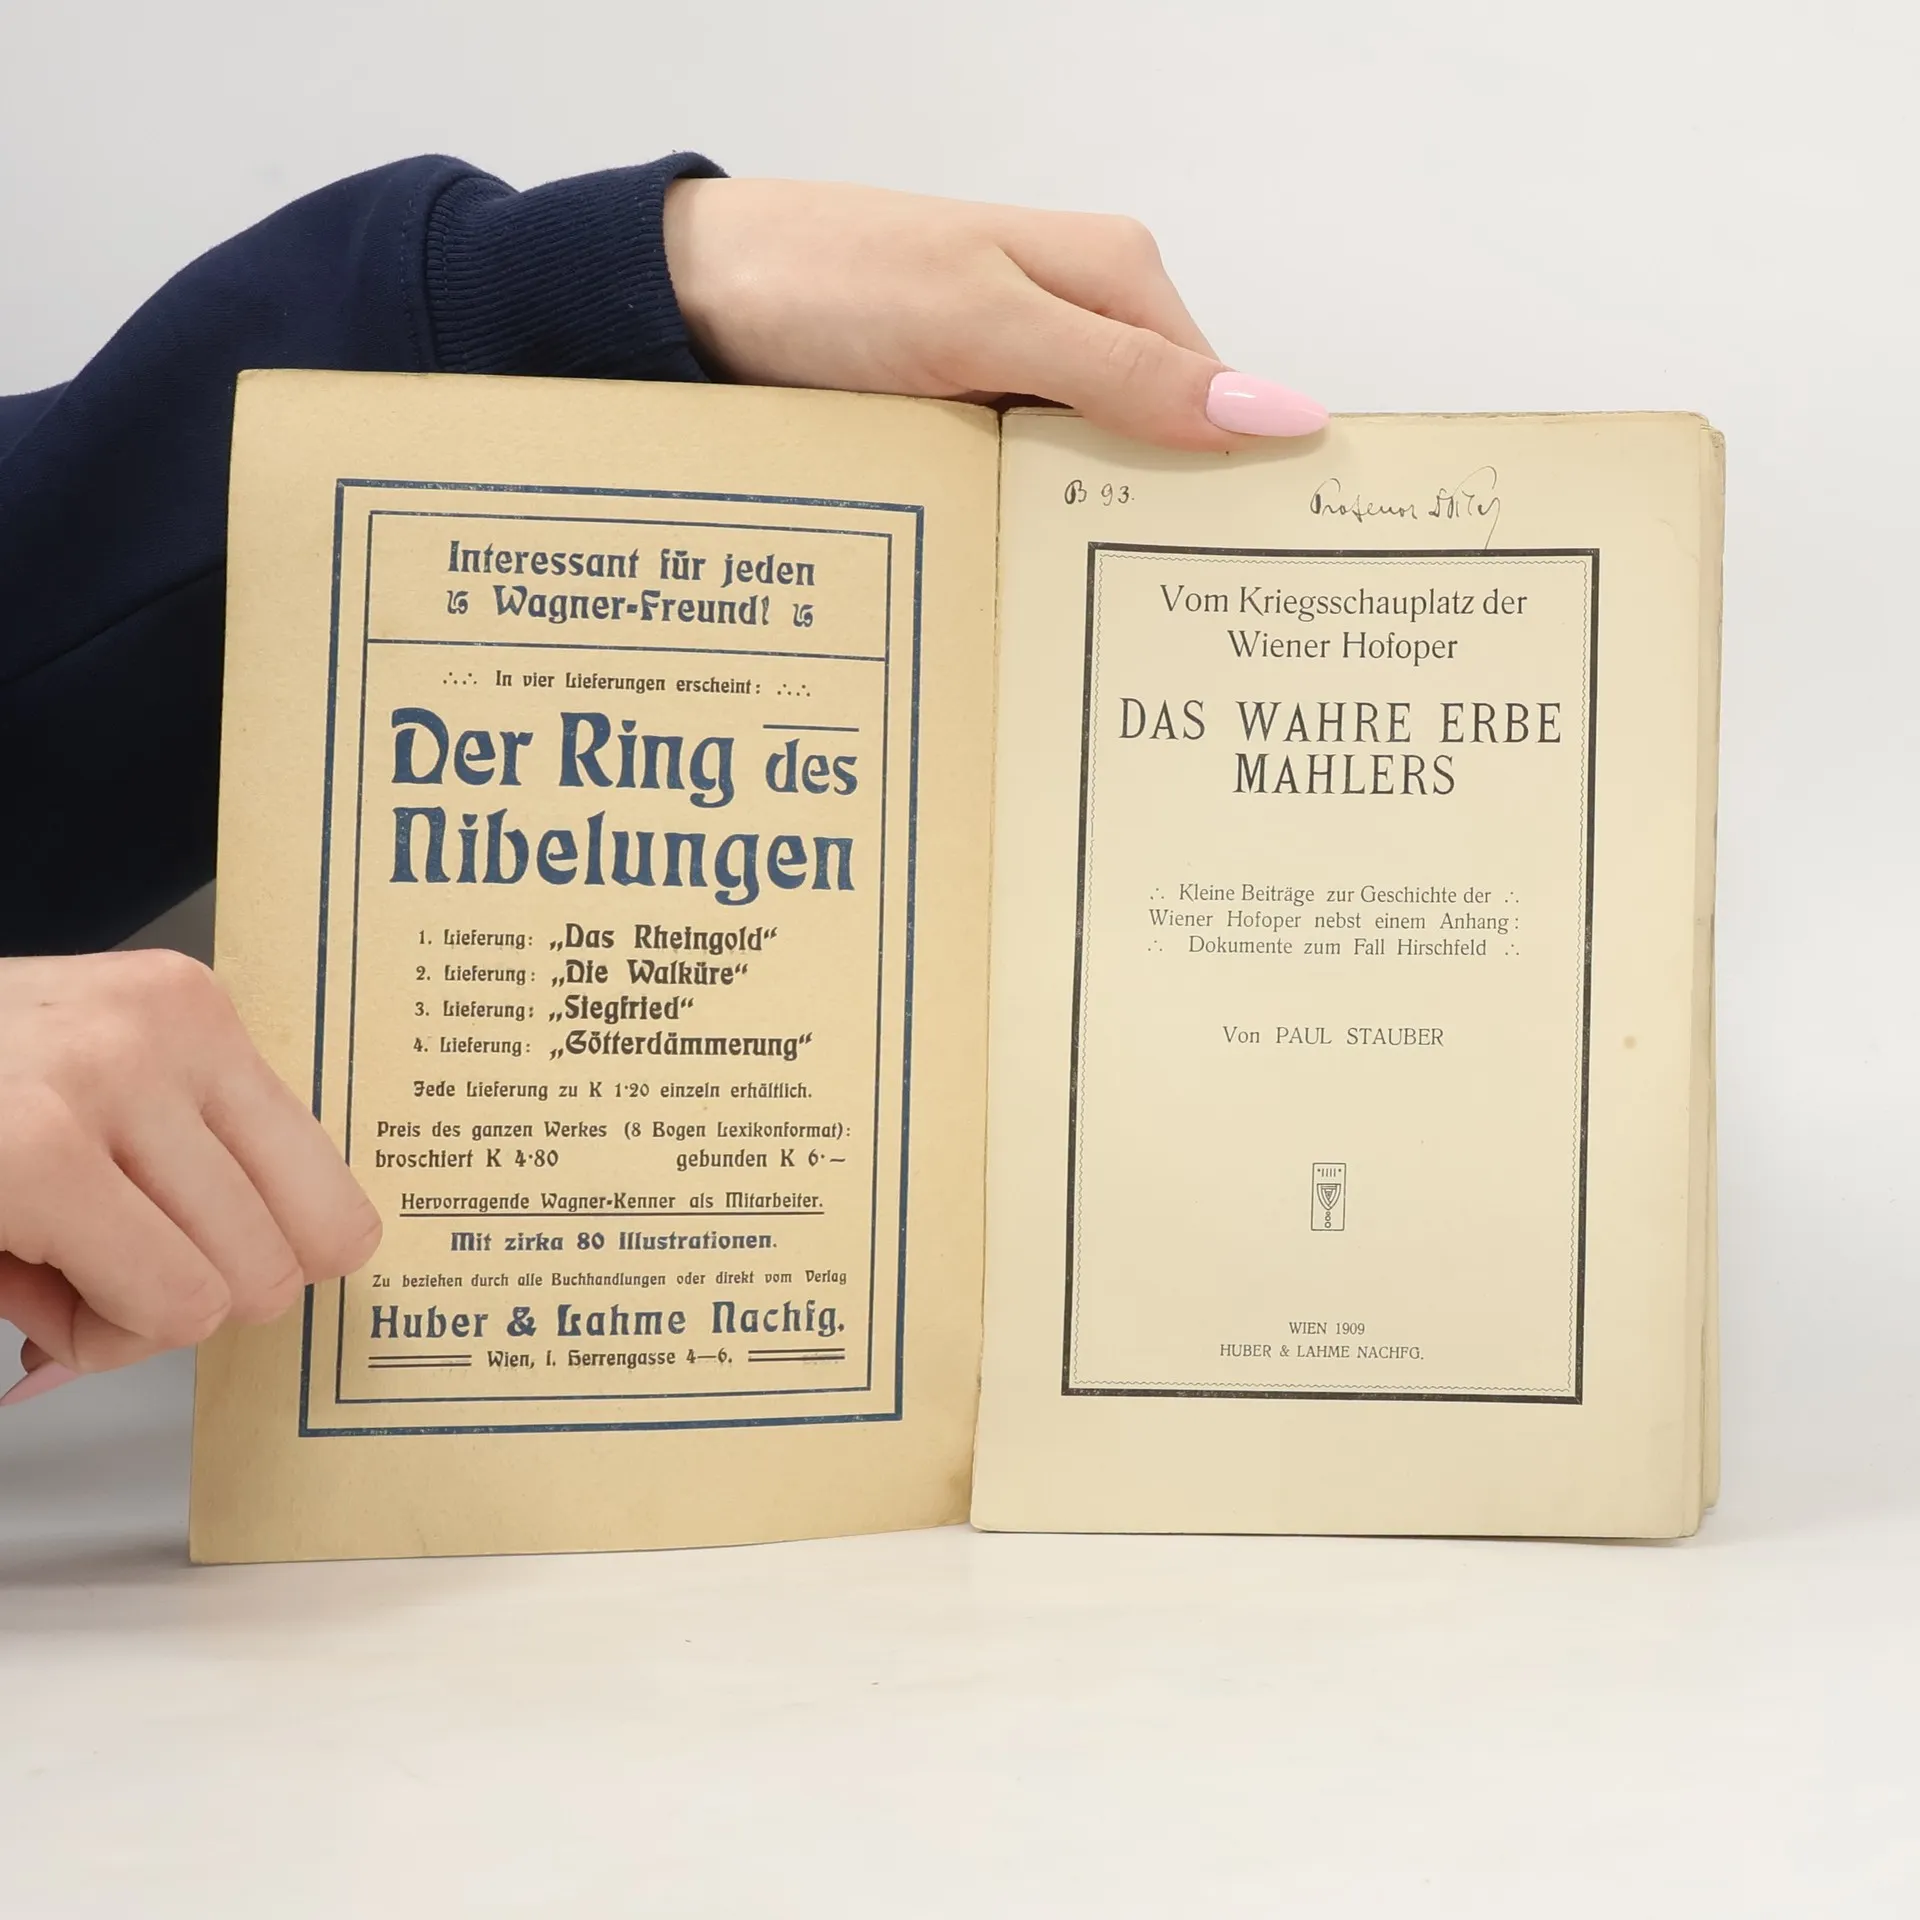 Interessant für jeden
Wagner-Freund!
In vier Lieferungen erscheint:
Der Ring des
Nibelungen
1. Lieferung: „Das Rheingold“
2. Lieferung: „Die Walküre“
3. Lieferung: „Siegfried“
4. Lieferung: „Götterdämmerung“
Jede Lieferung zu K 1·20 einzeln erhältlich.
Preis des ganzen Werkes (8 Bogen Lexikonformat):
broschiert K 4·80 gebunden K 6·—
Hervorragende Wagner-Kenner als Mitarbeiter.
Mit zirka 80 Illustrationen.
Zu beziehen durch alle Buchhandlungen oder direkt vom Verlag
Huber & Lahme Nachfg.
Wien, I. Herrengasse 4—6.
B 93.
Professor
Vom Kriegsschauplatz der
Wiener Hofoper
DAS WAHRE ERBE
MAHLERS
∴ Kleine Beiträge zur Geschichte der ∴
Wiener Hofoper nebst einem Anhang:
∴ Dokumente zum Fall Hirschfeld ∴
Von PAUL STAUBER
WIEN 1909
HUBER & LAHME NACHFG.